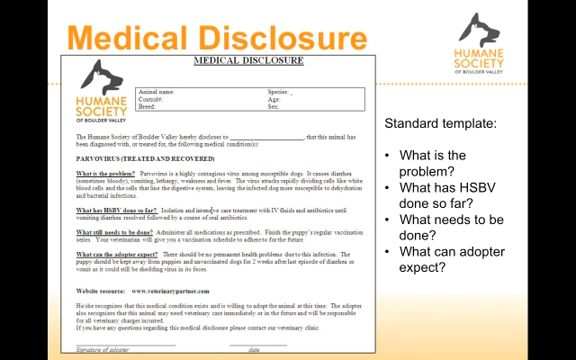 Medical Disclosure
HUMANE
SOCIETY
OF BOULDER VALLEY
MEDICAL DISCLOSURE
HUMANE
SOCIETY
OF BOULDER VALLEY
Animal name:
Species:
Control#:
Age:
Breed:
Sex:
The Humane Society of Boulder Valley hereby discloses to ____________________, that this animal has
been diagnosed with, or treated for, the following medical condition(s):
PARVOVIRUS (TREATED AND RECOVERED)
What is the problem? Parvovirus is a highly contagious virus among susceptible dogs. It causes diarrhea
(sometimes bloody), vomiting, lethargy, weakness and fever. The virus attacks rapidly dividing cells like white
blood cells and the cells that line the digestive system, leaving the infected dog more susceptible to dehydration
and bacterial infections.
What has HSBV done so far? Isolation and intensive care treatment with IV fluids and antibiotics until
vomiting diarrhea resolved followed by a course of oral antibiotics.
What still needs to be done? Administer all medications as prescribed. Finish the puppy's regular vaccination
series. Your veterinarian will give you a vaccination schedule to adhere to for the future.
What can the adopter expect? There should be no permanent health problems due to this infection. The
puppy should be kept away from puppies and unvaccinated dogs for 2 weeks after last episode of diarrhea or
vomit as it could still be shedding virus in its feces.
Website resource: www.veterinarypartner.com
He the recognizes that this medical condition exists and is willing to adopt the animal at this time. The adopter
also recognizes that this animal may need veterinary care immediately or in the future and will be responsible
for all veterinary charges incurred.
If you have any questions regarding this medical disclosure please contact our veterinary clinic.
Signature of adopter
date
Standard template:
• What is the
problem?
• What has HSBV
done so far?
• What needs to be
done?
• What can adopter
expect?